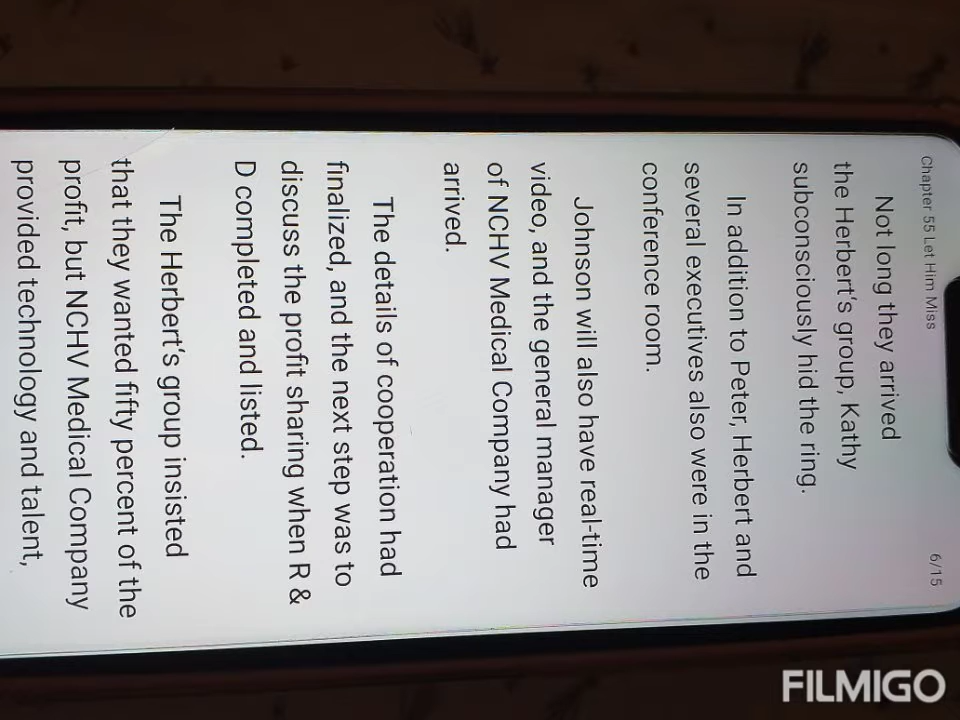 Chapter 55 Let Him Miss
6/15
Not long they arrived
the Herbert's group, Kathy
subconsciously hid the ring.
In addition to Peter, Herbert and
several executives also were in the
conference room.
Johnson will also have real-time
video, and the general manager
of NCHV Medical Company had
arrived.
The details of cooperation had
finalized, and the next step was to
discuss the profit sharing when R &
D completed and listed.
The Herbert's group insisted
that they wanted fifty percent of the
profit, but NCHV Medical Company
provided technology and talent,
FILMIGO